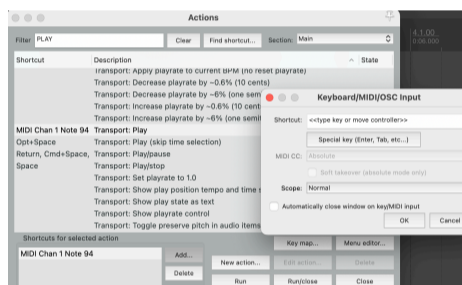 Actions
Filter PLAY Clear Find shortcut... Section: Main
4.1.00
Shortcut Description State
Transport: Apply playrate to current BPM (no reset playrate)
Transport: Decrease playrate by ~0.6% (10 cents
Transport: Decrease playrate by ~6% (one sem
Transport: Increase playrate by ~0.6% (10 cent
Transport: Increase playrate by ~6% (one semit
MIDI Chan 1 Note 94 Transport: Play
Opt+Space Transport: Play (skip time selection)
Return, Cmd+Space, Transport: Play/pause
Space Transport: Play/stop
Transport: Set playrate to 1.0
Transport: Show play position tempo and time s
Transport: Show play state as text
Transport: Show playrate control
Transport: Toggle preserve pitch in audio items
Keyboard/MIDI/OSC Input
Shortcut: <<type key or move controller>>
Special key (Enter, Tab, etc...)
MIDI CC: Absolute
Soft takeover (absolute mode only)
Scope: Normal
Automatically close window on key/MIDI input
OK Cancel
Shortcuts for selected action
MIDI Chan 1 Note 94
Add...
Delete
Key map... Menu editor...
New action... Edit action... Delete
Run Run/close Close